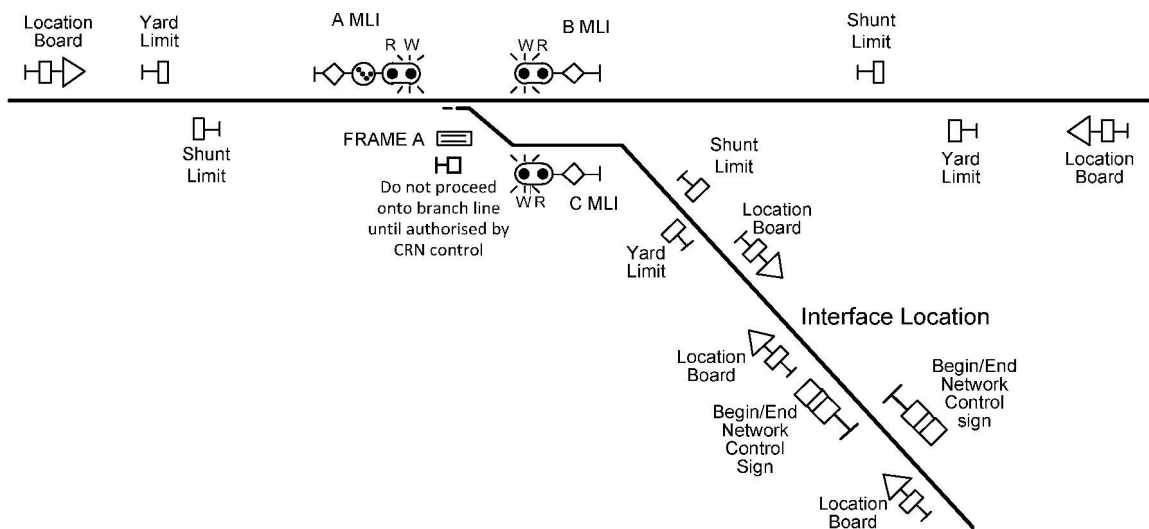 Location
Board
Yard
Limit
A MLI
R W
B MLI
W R
Shunt
Limit
Shunt
Limit
FRAME A
Do not proceed
onto branch line
until authorised by
CRN control
W R
C MLI
Shunt
Limit
Yard
Limit
Location
Board
Yard
Limit
Location
Board
Interface Location
Location
Board
Begin/End
Network
Control
Sign
Begin/End
Network
Control
sign
Location
Board